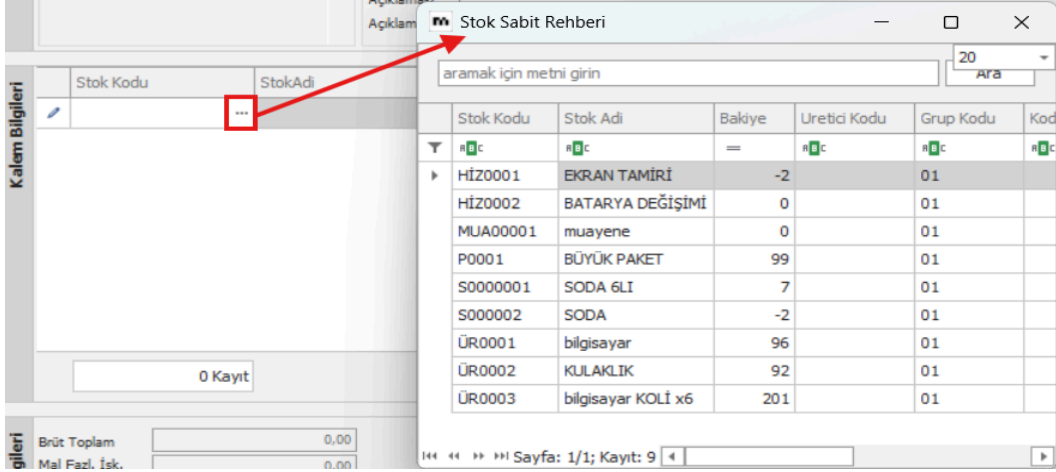 Açıklama
Açıklam
Stok Sabit Rehberi
20
aramak için metni girin
Ara
Kalem Bilgileri
Stok Kodu StokAdi
0 Kayıt
Stok Kodu Stok Adi Bakiye Uretici Kodu Grup Kodu Kod
HİZ0001 EKRAN TAMİRİ -2 01
HİZ0002 BATARYA DEĞİŞİMİ 0 01
MUA00001 muayene 0 01
P0001 BÜYÜK PAKET 99 01
S0000001 SODA 6LI 7 01
S000002 SODA -2 01
ÜR0001 bilgisayar 96 01
ÜR0002 KULAKLIK 92 01
ÜR0003 bilgisayar KOLİ x6 201 01
Sayfa: 1/1; Kayıt: 9
gileri
Brüt Toplam 0,00
Mal Fazl. İsk. 0,00